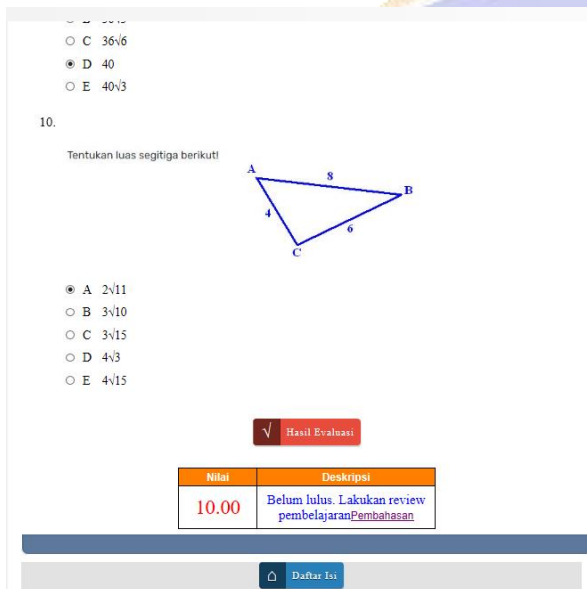 C 36√6
D 40
E 40√3
10.
Tentukan luas segitiga berikut!
A
8
B
4
6
C
A 2√11
B 3√10
C 3√15
D 4√3
E 4√15
√ Hasil Evaluasi
Nilai Deskripsi
10.00 Belum lulus. Lakukan review
pembelajaranPembahasan
Daftar Isi